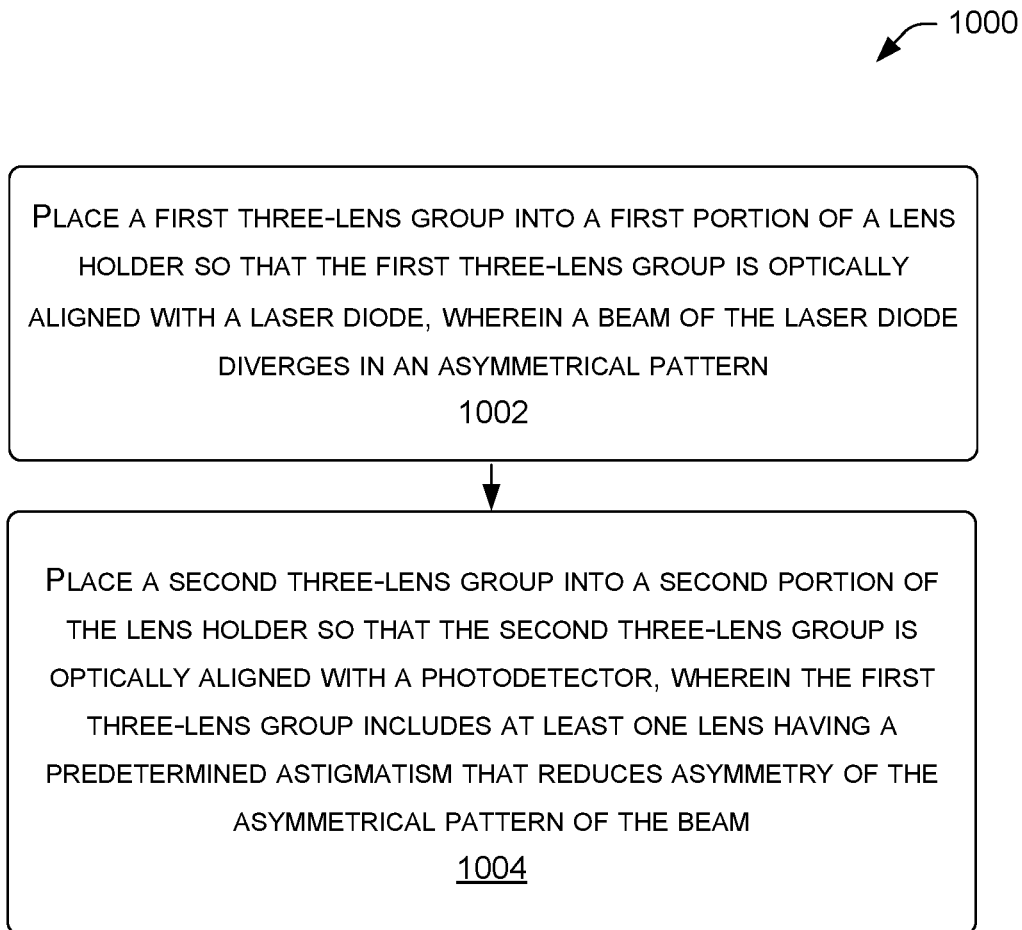 1000
PLACE A FIRST THREE-LENS GROUP INTO A FIRST PORTION OF A LENS
HOLDER SO THAT THE FIRST THREE-LENS GROUP IS OPTICALLY
ALIGNED WITH A LASER DIODE, WHEREIN A BEAM OF THE LASER DIODE
DIVERGES IN AN ASYMMETRICAL PATTERN
1002
PLACE A SECOND THREE-LENS GROUP INTO A SECOND PORTION OF
THE LENS HOLDER SO THAT THE SECOND THREE-LENS GROUP IS
OPTICALLY ALIGNED WITH A PHOTODETECTOR, WHEREIN THE FIRST
THREE-LENS GROUP INCLUDES AT LEAST ONE LENS HAVING A
PREDETERMINED ASTIGMATISM THAT REDUCES ASYMMETRY OF THE
ASYMMETRICAL PATTERN OF THE BEAM
1004